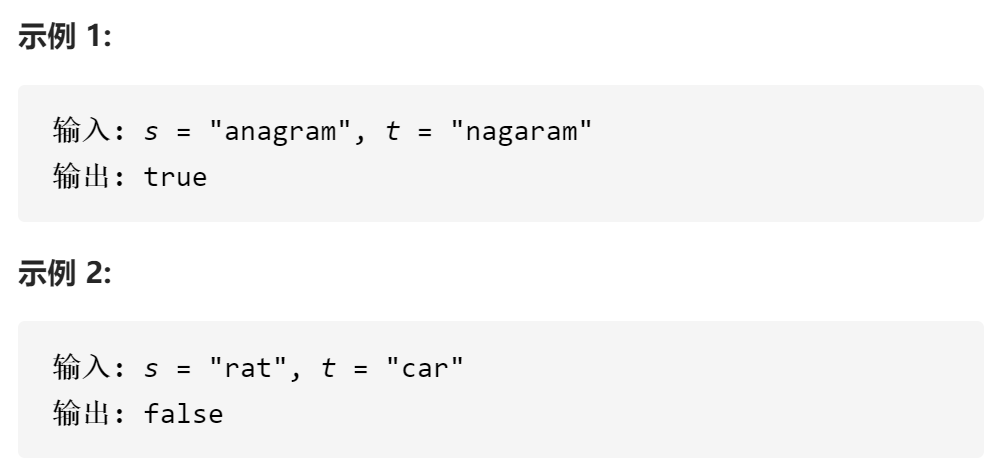 示例 1:
输入: s = "anagram", t = "nagaram"
输出: true
示例 2:
输入: s = "rat", t = "car"
输出: false